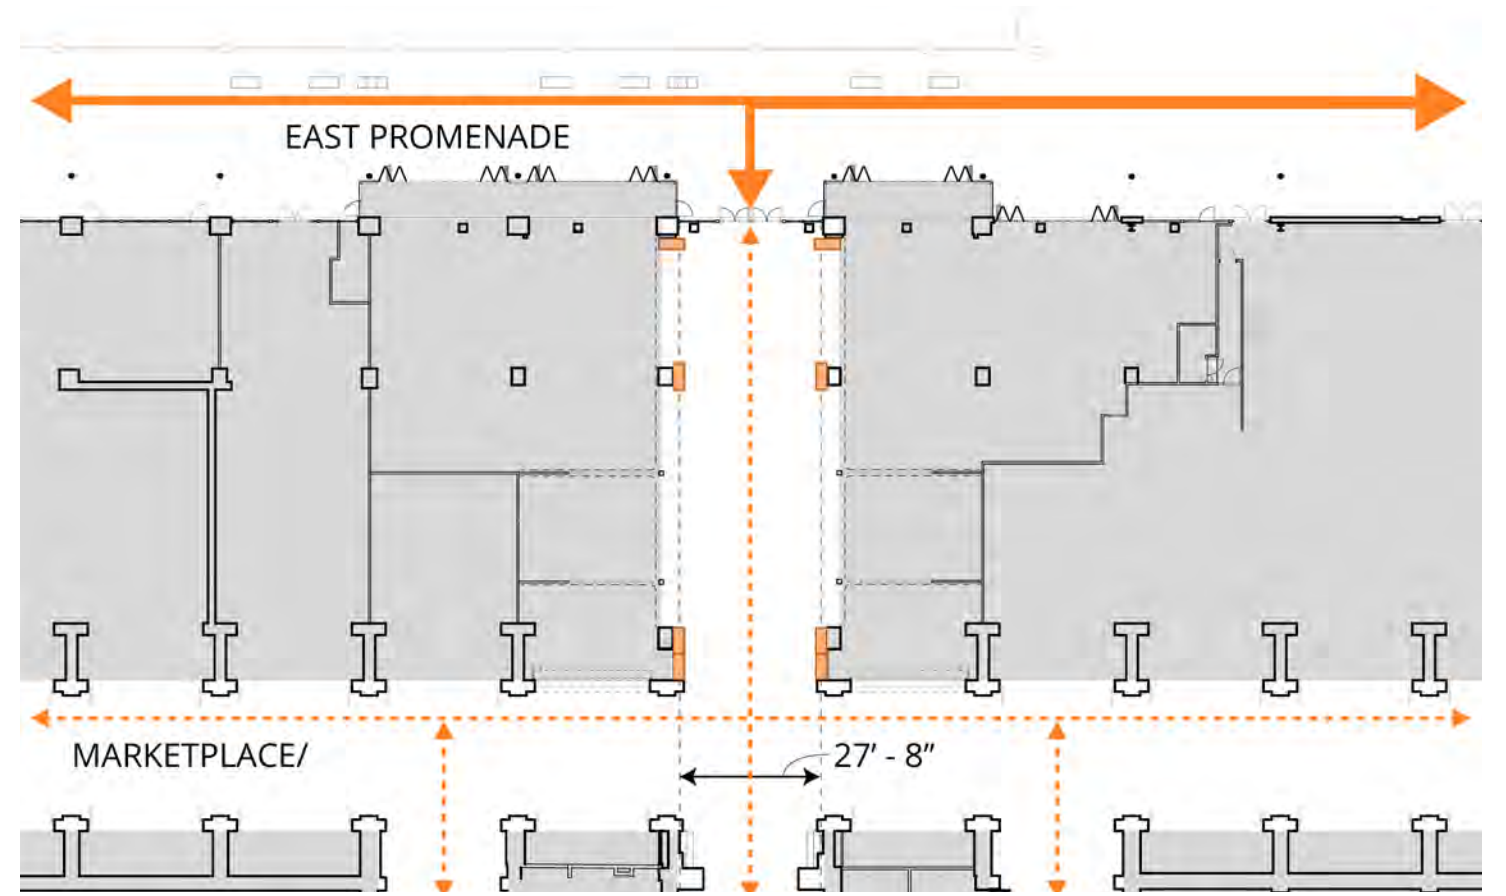 EAST PROMENADE
MARKETPLACE/
27' - 8”